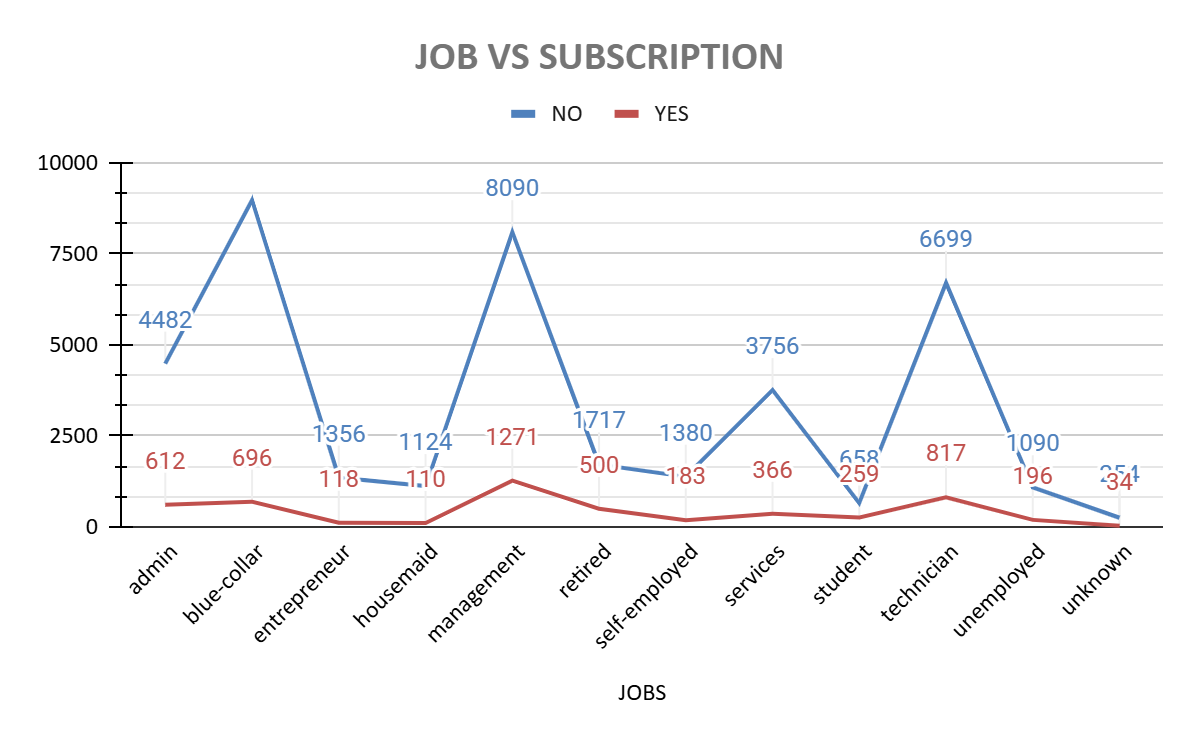 JOB VS SUBSCRIPTION
NO YES
10000
8090
7500
6699
4482
5000
3756
2500
1356
1124
1717
1380
1090
612
696
118
110
1271
500
183
366
658
259
817
196
34
0
admin
blue-collar
entrepreneur
housemaid
management
retired
self-employed
services
student
technician
unemployed
unknown
JOBS